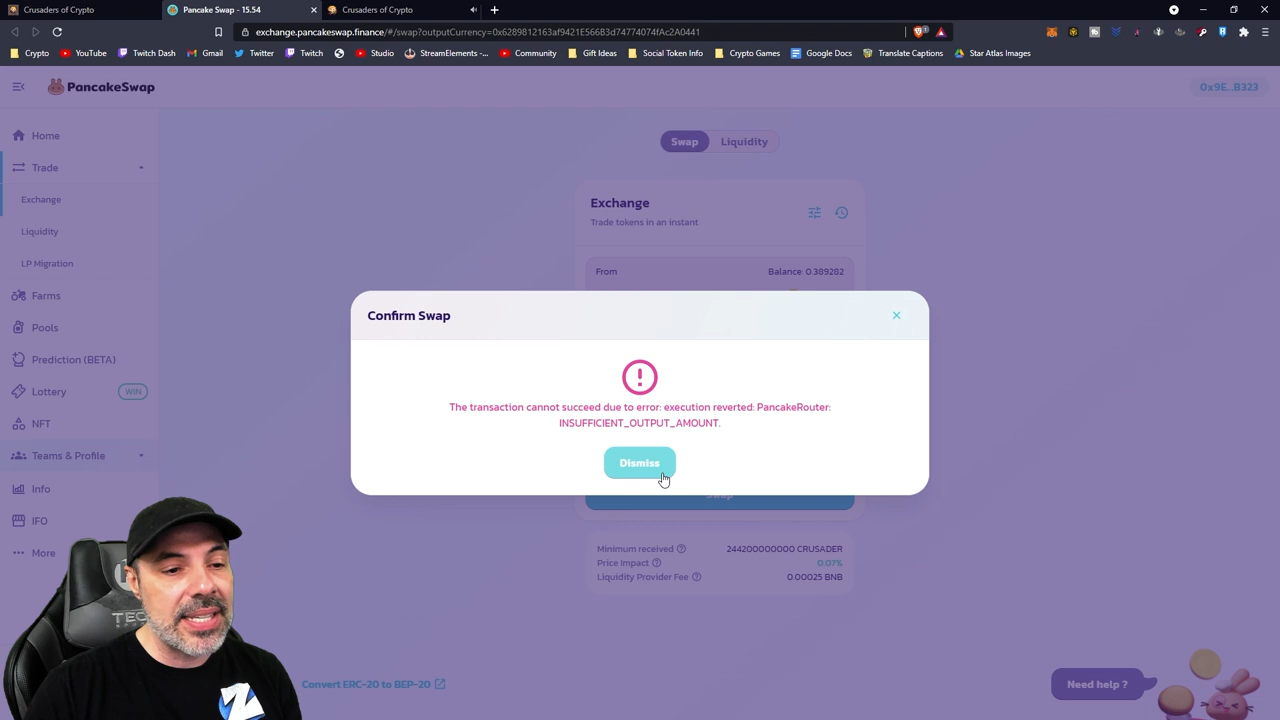 Crusaders of Crypto
Pancake Swap - 15.54
Crusaders of Crypto
exchange.pancakeswap.finance/#/swap?outputCurrency=0x6289812163af9421E566B3d74774074fAc2A0441
Crypto
YouTube
Twitch Dash
Gmail
Twitter
Twitch
Studio
StreamElements -...
Community
Gift Ideas
Social Token Info
Crypto Games
Google Docs
Translate Captions
Star Atlas Images
PancakeSwap
0x9E...B323
Home
Trade
Exchange
Liquidity
LP Migration
Farms
Pools
Prediction (BETA)
Lottery
WIN
NFT
Teams & Profile
Info
IFO
More
Swap
Liquidity
Exchange
Trade tokens in an instant
From
Balance: 0.389282
Confirm Swap
The transaction cannot succeed due to error: execution reverted: PancakeRouter:
INSUFFICIENT_OUTPUT_AMOUNT.
Dismiss
Swap
Minimum received
244200000000 CRUSADER
Price Impact
0.07%
Liquidity Provider Fee
0.00025 BNB
Convert ERC-20 to BEP-20
Need help ?